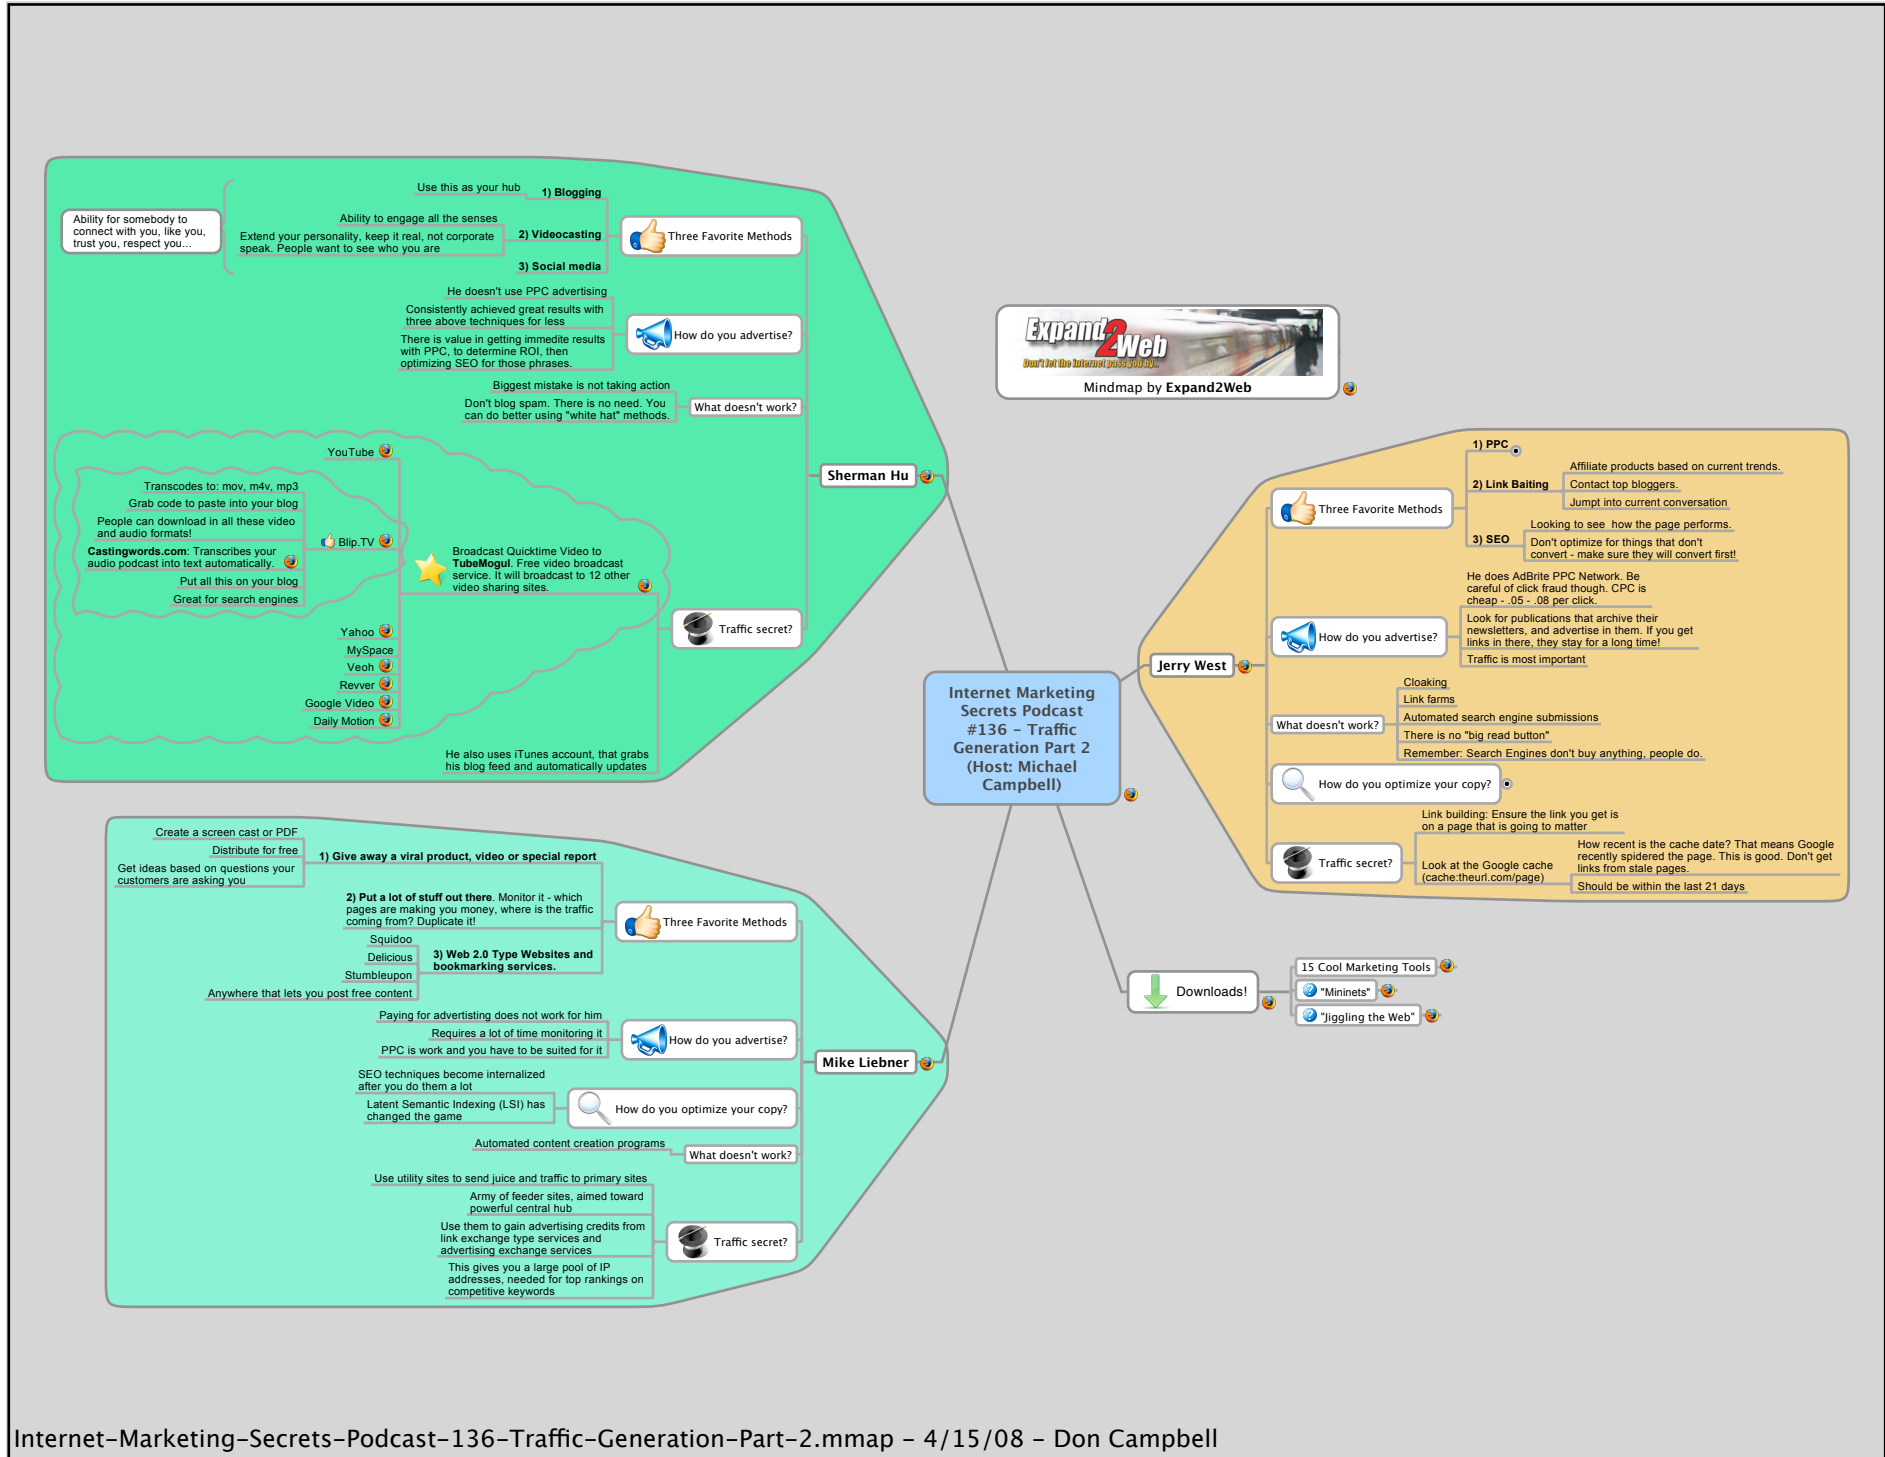 Use this as your hub
1) Blogging
Ability for somebody to
connect with you, like you,
trust you, respect you...
Ability to engage all the senses
Extend your personality, keep it real, not corporate
speak. People want to see who you are
2) Videocasting
3) Social media
Three Favorite Methods
He doesn't use PPC advertising
Consistently achieved great results with
three above techniques for less
There is value in getting immedite results
with PPC, to determine ROI, then
optimizing SEO for those phrases.
How do you advertise?
Biggest mistake is not taking action
Don't blog spam. There is no need. You
can do better using "white hat" methods.
What doesn't work?
Sherman Hu
YouTube
Transcodes to: mov, m4v, mp3
Grab code to paste into your blog
People can download in all these video
and audio formats!
Castingwords.com: Transcribes your
audio podcast into text automatically.
Put all this on your blog
Great for search engines
Blip.TV
Broadcast Quicktime Video to
TubeMogul. Free video broadcast
service. It will broadcast to 12 other
video sharing sites.
Yahoo
MySpace
Veoh
Revver
Google Video
Daily Motion
Traffic secret?
He also uses iTunes account, that grabs
his blog feed and automatically updates
Expand2Web
Don't let the internet pass you by...
Mindmap by Expand2Web
Internet Marketing
Secrets Podcast
#136 – Traffic
Generation Part 2
(Host: Michael
Campbell)
Jerry West
Three Favorite Methods
1) PPC
2) Link Baiting
Affiliate products based on current trends.
Contact top bloggers.
Jumpt into current conversation
3) SEO
Looking to see how the page performs.
Don't optimize for things that don't
convert - make sure they will convert first!
How do you advertise?
He does AdBrite PPC Network. Be
careful of click fraud though. CPC is
cheap - .05 - .08 per click.
Look for publications that archive their
newsletters, and advertise in them. If you get
links in there, they stay for a long time!
Traffic is most important
What doesn't work?
Cloaking
Link farms
Automated search engine submissions
There is no "big read button"
Remember: Search Engines don't buy anything, people do.
How do you optimize your copy?
Traffic secret?
Link building: Ensure the link you get is
on a page that is going to matter
Look at the Google cache
(cache:theurl.com/page)
How recent is the cache date? That means Google
recently spidered the page. This is good. Don't get
links from stale pages.
Should be within the last 21 days
Create a screen cast or PDF
Distribute for free
Get ideas based on questions your
customers are asking you
1) Give away a viral product, video or special report
2) Put a lot of stuff out there. Monitor it - which
pages are making you money, where is the traffic
coming from? Duplicate it!
Squidoo
Delicious
Stumbleupon
Anywhere that lets you post free content
3) Web 2.0 Type Websites and
bookmarking services.
Three Favorite Methods
Paying for advertisting does not work for him
Requires a lot of time monitoring it
PPC is work and you have to be suited for it
How do you advertise?
Mike Liebner
SEO techniques become internalized
after you do them a lot
Latent Semantic Indexing (LSI) has
changed the game
How do you optimize your copy?
Automated content creation programs
What doesn't work?
Use utility sites to send juice and traffic to primary sites
Army of feeder sites, aimed toward
powerful central hub
Use them to gain advertising credits from
link exchange type services and
advertising exchange services
This gives you a large pool of IP
addresses, needed for top rankings on
competitive keywords
Traffic secret?
Downloads!
15 Cool Marketing Tools
"Mininets"
"Jiggling the Web"
Internet-Marketing-Secrets-Podcast-136-Traffic-Generation-Part-2.mmap – 4/15/08 – Don Campbell